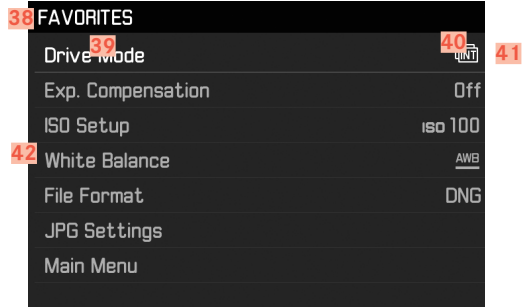 38 FAVORITES
39
Drive Mode 40 INT 41
Exp. Compensation Off
ISO Setup ISO 100
42 White Balance AWB
File Format DNG
JPG Settings
Main Menu